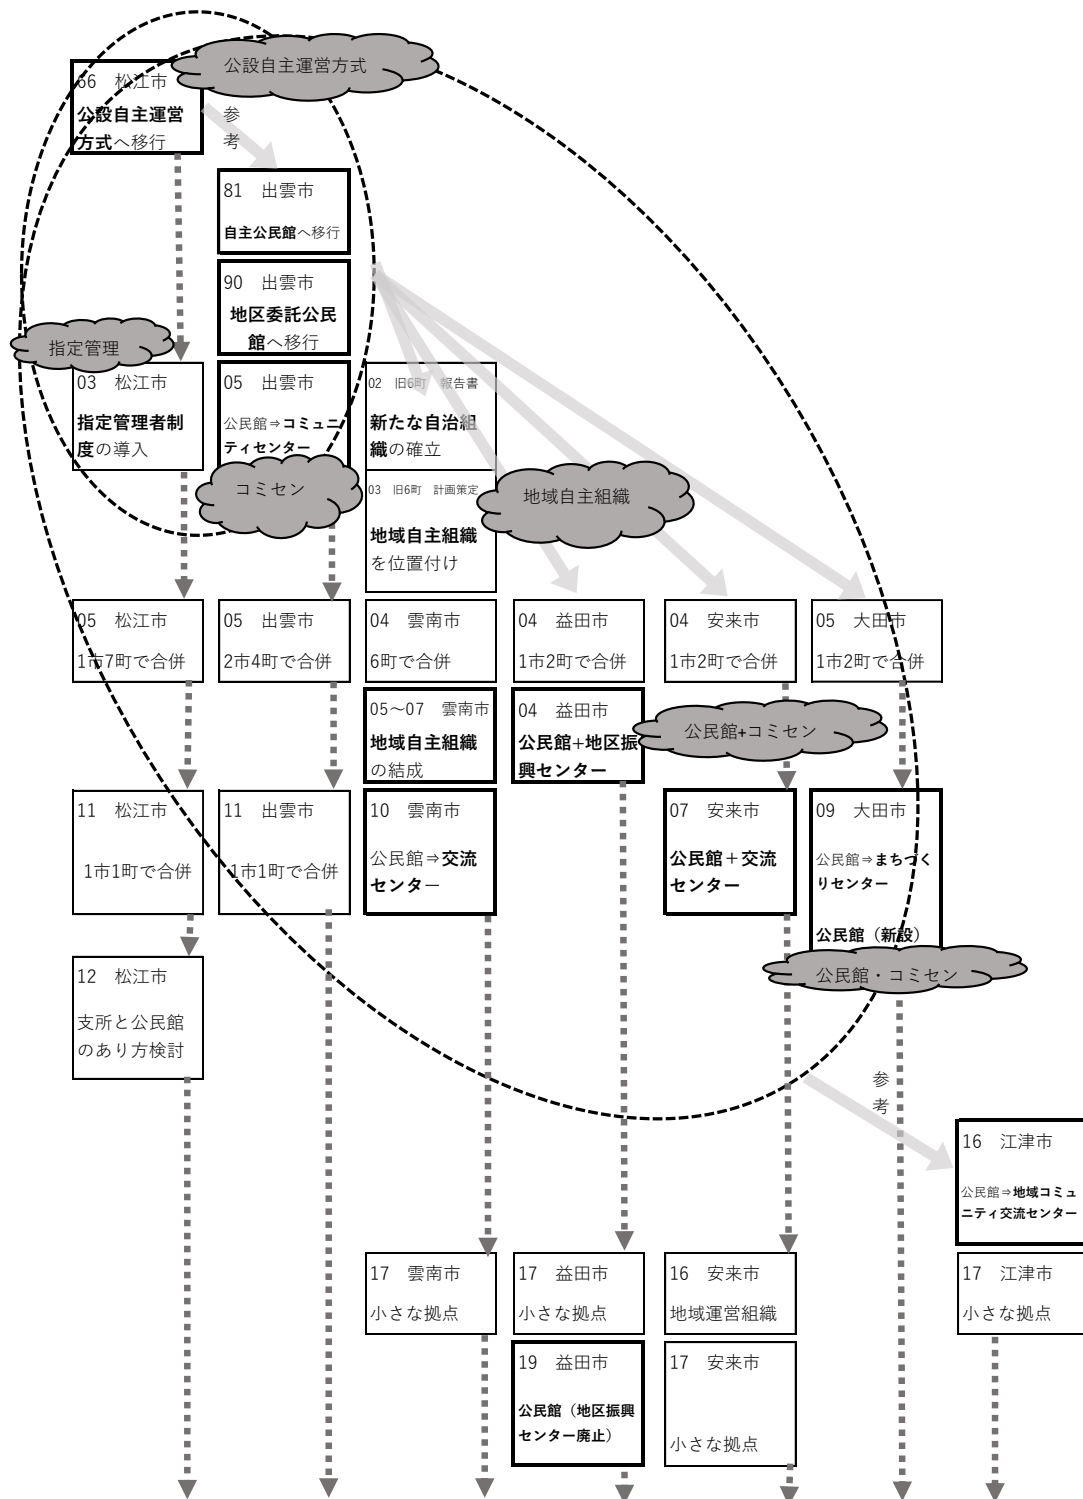 公設自主運営方式
66　松江市
公設自主運営
方式へ移行
参
考
81　出雲市
自主公民館へ移行
90　出雲市
地区委託公民
館へ移行
指定管理
03　松江市
指定管理者制
度の導入
05　出雲市
公民館⇒コミュニ
ティセンター
コミセン
02　旧6町　報告書
新たな自治組
織の確立
03　旧6町　計画策定
地域自主組織
を位置付け
地域自主組織
05　松江市
1市7町で合併
05　出雲市
2市4町で合併
04　雲南市
6町で合併
04　益田市
1市2町で合併
04　安来市
1市2町で合併
05　大田市
1市2町で合併
05～07　雲南市
地域自主組織
の結成
04　益田市
公民館+地区振
興センター
公民館+コミセン
11　松江市
1市1町で合併
11　出雲市
1市1町で合併
10　雲南市
公民館⇒交流
センター
07　安来市
公民館＋交流
センター
09　大田市
公民館⇒まちづく
りセンター
公民館（新設）
公民館・コミセン
12　松江市
支所と公民館
のあり方検討
参
考
16　江津市
公民館⇒地域コミュ
ニティ交流センター
17　雲南市
小さな拠点
17　益田市
小さな拠点
16　安来市
地域運営組織
17　江津市
小さな拠点
19　益田市
公民館（地区振興
センター廃止）
17　安来市
小さな拠点